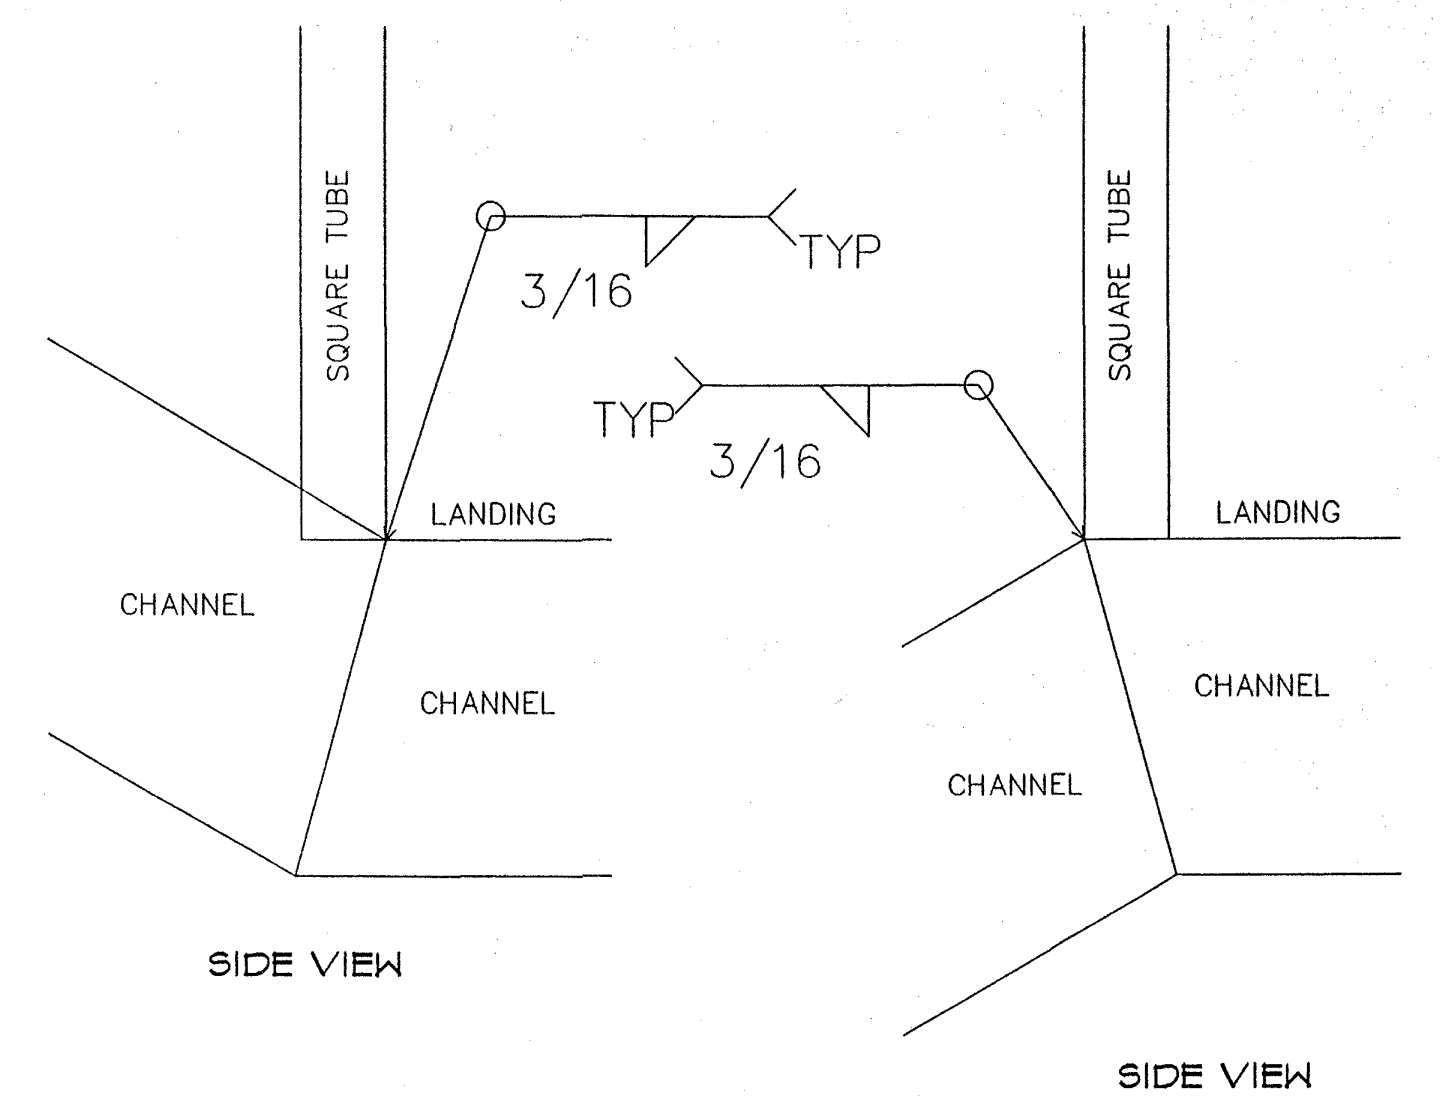 SQUARE TUBE
TYP
3/16
LANDING
CHANNEL
CHANNEL
SIDE VIEW
SQUARE TUBE
TYP
3/16
LANDING
CHANNEL
CHANNEL
SIDE VIEW